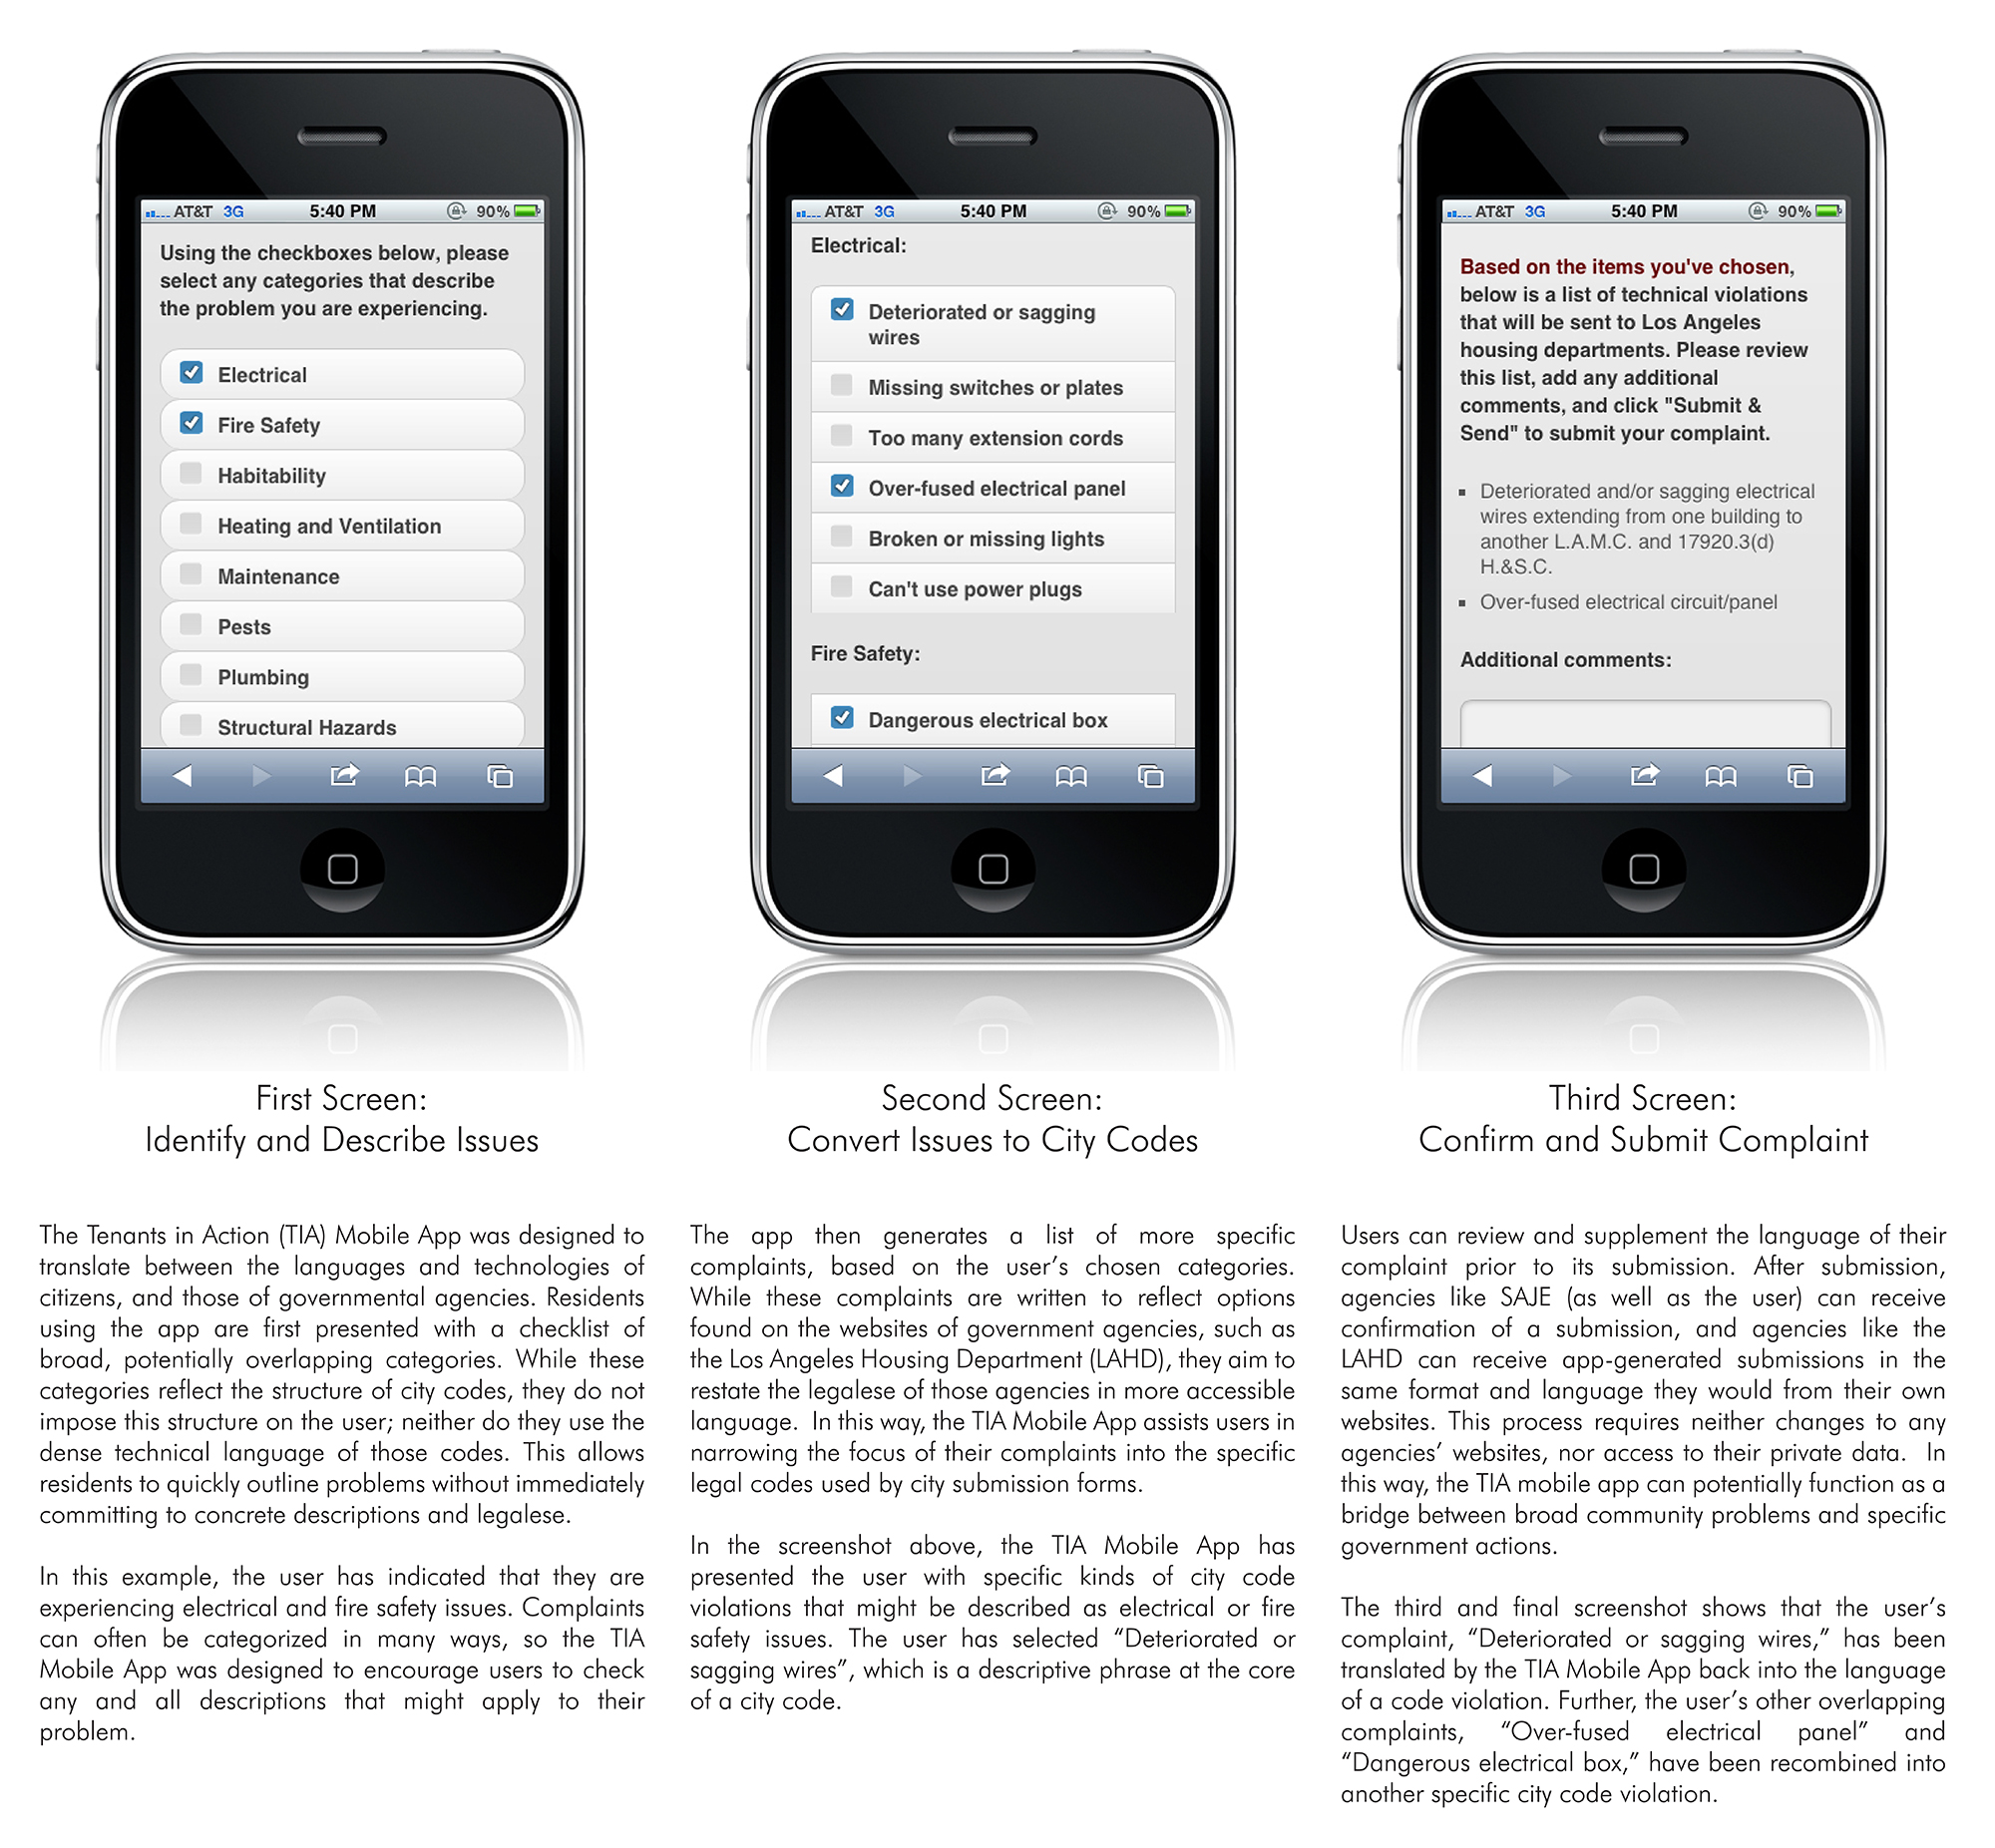 AT&T 3G 5:40 PM 90%
Using the checkboxes below, please
select any categories that describe
the problem you are experiencing.
Electrical
Fire Safety
Habitability
Heating and Ventilation
Maintenance
Pests
Plumbing
Structural Hazards
AT&T 3G 5:40 PM 90%
Electrical:
Deteriorated or sagging
wires
Missing switches or plates
Too many extension cords
Over-fused electrical panel
Broken or missing lights
Can't use power plugs
Fire Safety:
Dangerous electrical box
AT&T 3G 5:40 PM 90%
Based on the items you've chosen,
below is a list of technical violations
that will be sent to Los Angeles
housing departments. Please review
this list, add any additional
comments, and click "Submit &
Send" to submit your complaint.
Deteriorated and/or sagging electrical
wires extending from one building to
another L.A.M.C. and 17920.3(d)
H.&S.C.
Over-fused electrical circuit/panel
Additional comments:
First Screen:
Identify and Describe Issues
The Tenants in Action (TIA) Mobile App was designed to
translate between the languages and technologies of
citizens, and those of governmental agencies. Residents
using the app are first presented with a checklist of
broad, potentially overlapping categories. While these
categories reflect the structure of city codes, they do not
impose this structure on the user; neither do they use the
dense technical language of those codes. This allows
residents to quickly outline problems without immediately
committing to concrete descriptions and legalese.
In this example, the user has indicated that they are
experiencing electrical and fire safety issues. Complaints
can often be categorized in many ways, so the TIA
Mobile App was designed to encourage users to check
any and all descriptions that might apply to their
problem.
Second Screen:
Convert Issues to City Codes
The app then generates a list of more specific
complaints, based on the user's chosen categories.
While these complaints are written to reflect options
found on the websites of government agencies, such as
the Los Angeles Housing Department (LAHD), they aim to
restate the legalese of those agencies in more accessible
language. In this way, the TIA Mobile App assists users in
narrowing the focus of their complaints into the specific
legal codes used by city submission forms.
In the screenshot above, the TIA Mobile App has
presented the user with specific kinds of city code
violations that might be described as electrical or fire
safety issues. The user has selected “Deteriorated or
sagging wires”, which is a descriptive phrase at the core
of a city code.
Third Screen:
Confirm and Submit Complaint
Users can review and supplement the language of their
complaint prior to its submission. After submission,
agencies like SAJE (as well as the user) can receive
confirmation of a submission, and agencies like the
LAHD can receive app-generated submissions in the
same format and language they would from their own
websites. This process requires neither changes to any
agencies’ websites, nor access to their private data. In
this way, the TIA mobile app can potentially function as a
bridge between broad community problems and specific
government actions.
The third and final screenshot shows that the user’s
complaint, “Deteriorated or sagging wires,” has been
translated by the TIA Mobile App back into the language
of a code violation. Further, the user’s other overlapping
complaints, “Over-fused electrical panel” and
“Dangerous electrical box,” have been recombined into
another specific city code violation.